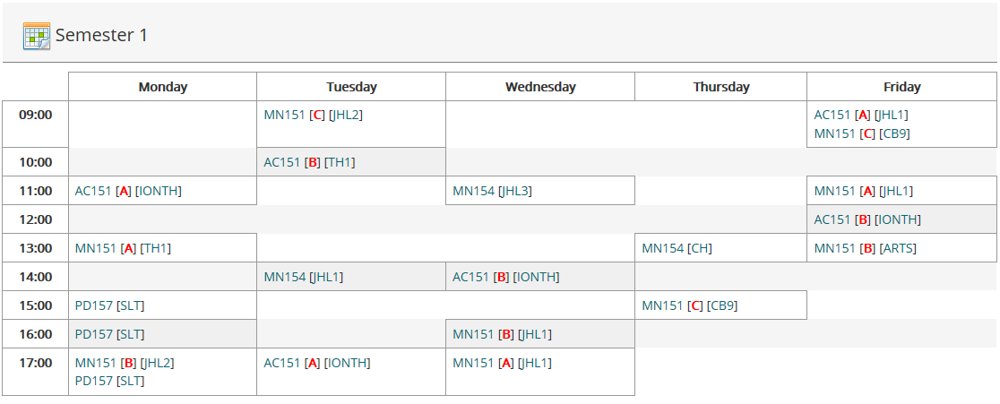 Semester 1
Monday Tuesday Wednesday Thursday Friday
09:00 MN151 [C] [JHL2] AC151 [A] [JHL1]
MN151 [C] [CB9]
10:00 AC151 [B] [TH1]
11:00 AC151 [A] [IONTH] MN154 [JHL3] MN151 [A] [JHL1]
12:00 AC151 [B] [IONTH]
13:00 MN151 [A] [TH1] MN154 [CH] MN151 [B] [ARTS]
14:00 MN154 [JHL1] AC151 [B] [IONTH]
15:00 PD157 [SLT] MN151 [C] [CB9]
16:00 PD157 [SLT] MN151 [B] [JHL1]
17:00 MN151 [B] [JHL2] AC151 [A] [IONTH] MN151 [A] [JHL1]
PD157 [SLT]